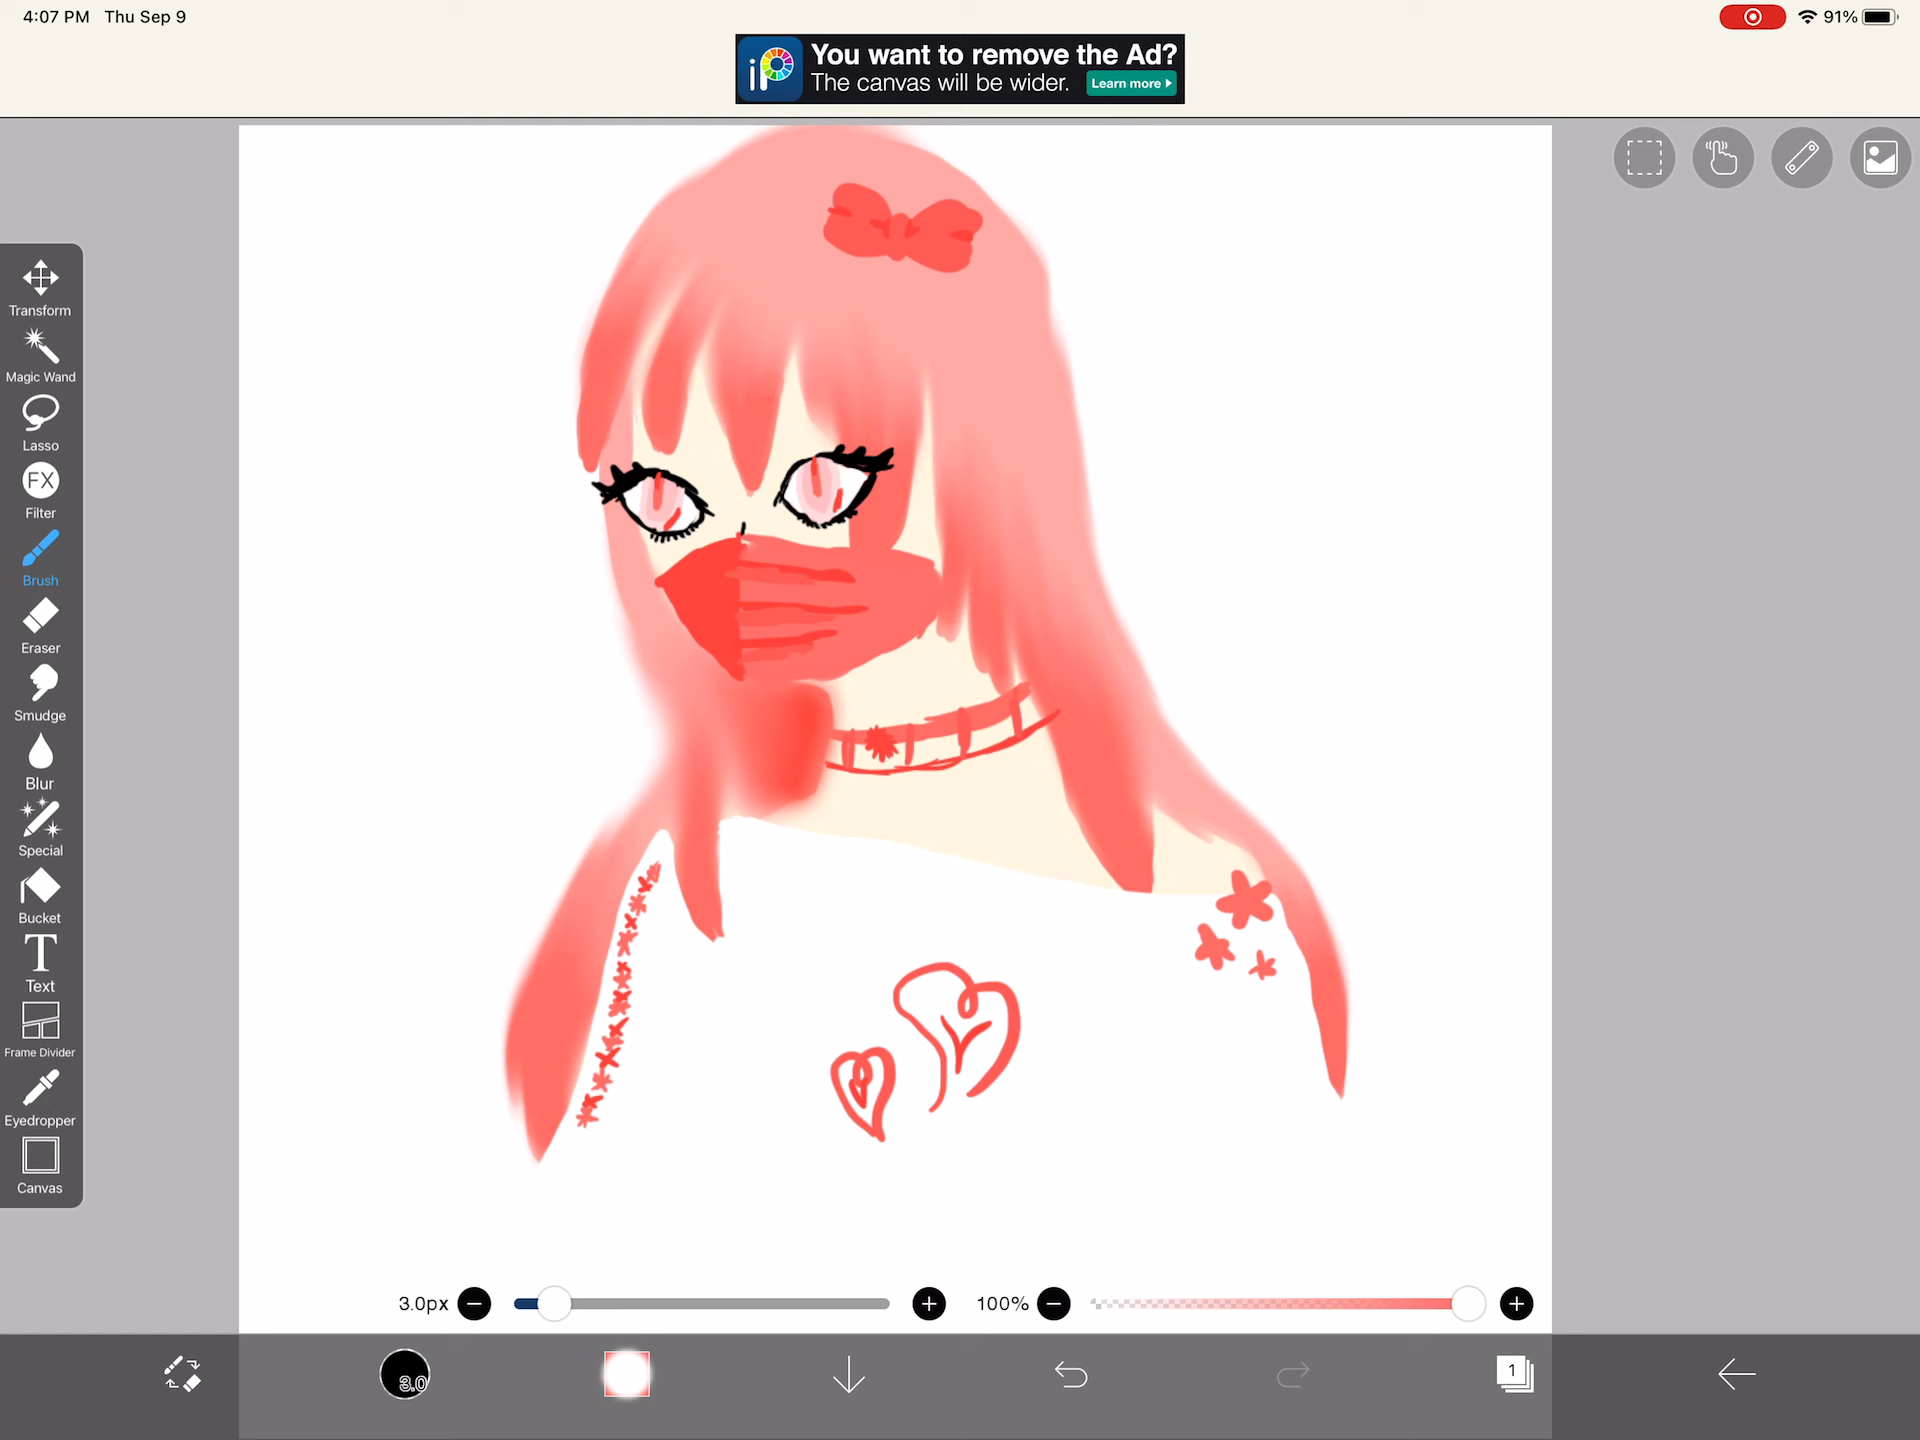 4:07 PM Thu Sep 9
91%
iP
You want to remove the Ad?
The canvas will be wider.
Learn more
Transform
Magic Wand
Lasso
FX
Filter
Brush
Eraser
Smudge
Blur
Special
Bucket
T
Text
Frame Divider
Eyedropper
Canvas
3.0px
100%
3.0
1